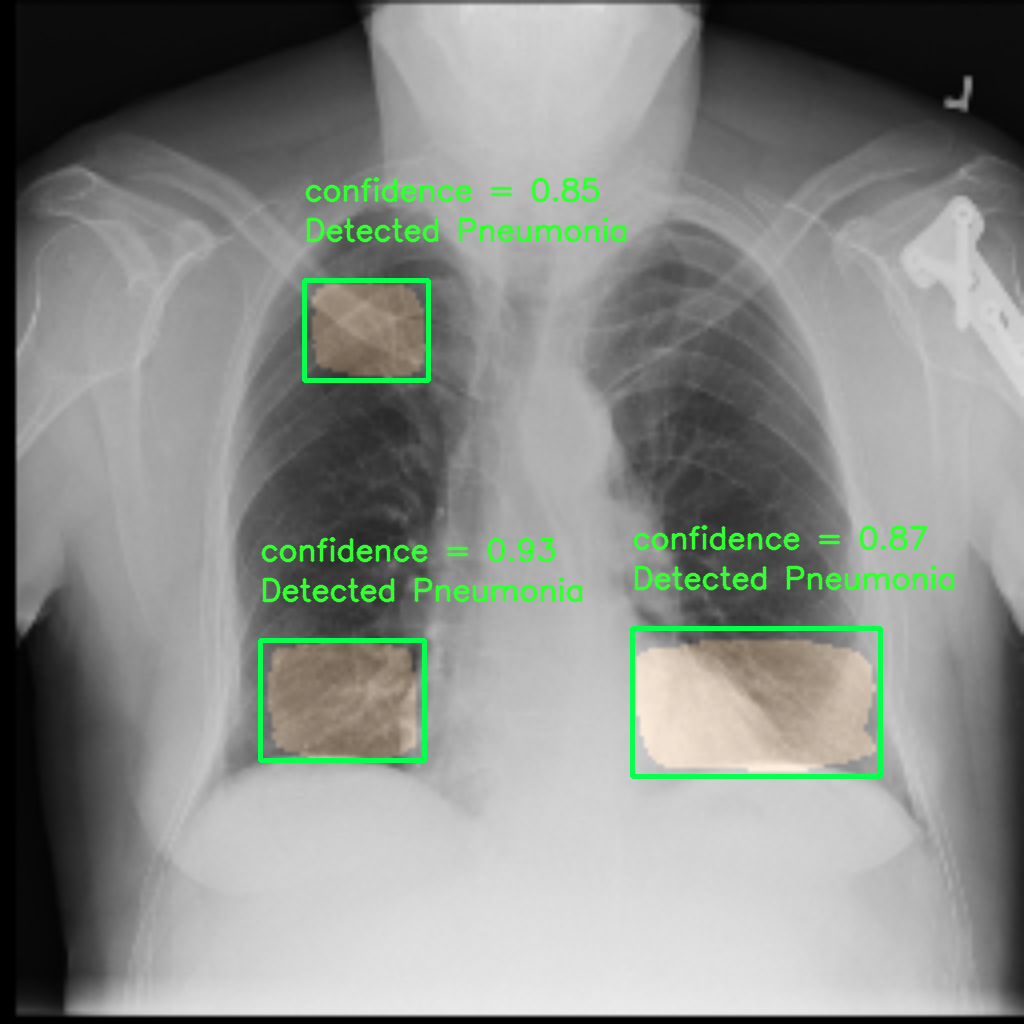 L
confidence = 0.85
Detected Pneumonia
confidence = 0.93
Detected Pneumonia
confidence = 0.87
Detected Pneumonia